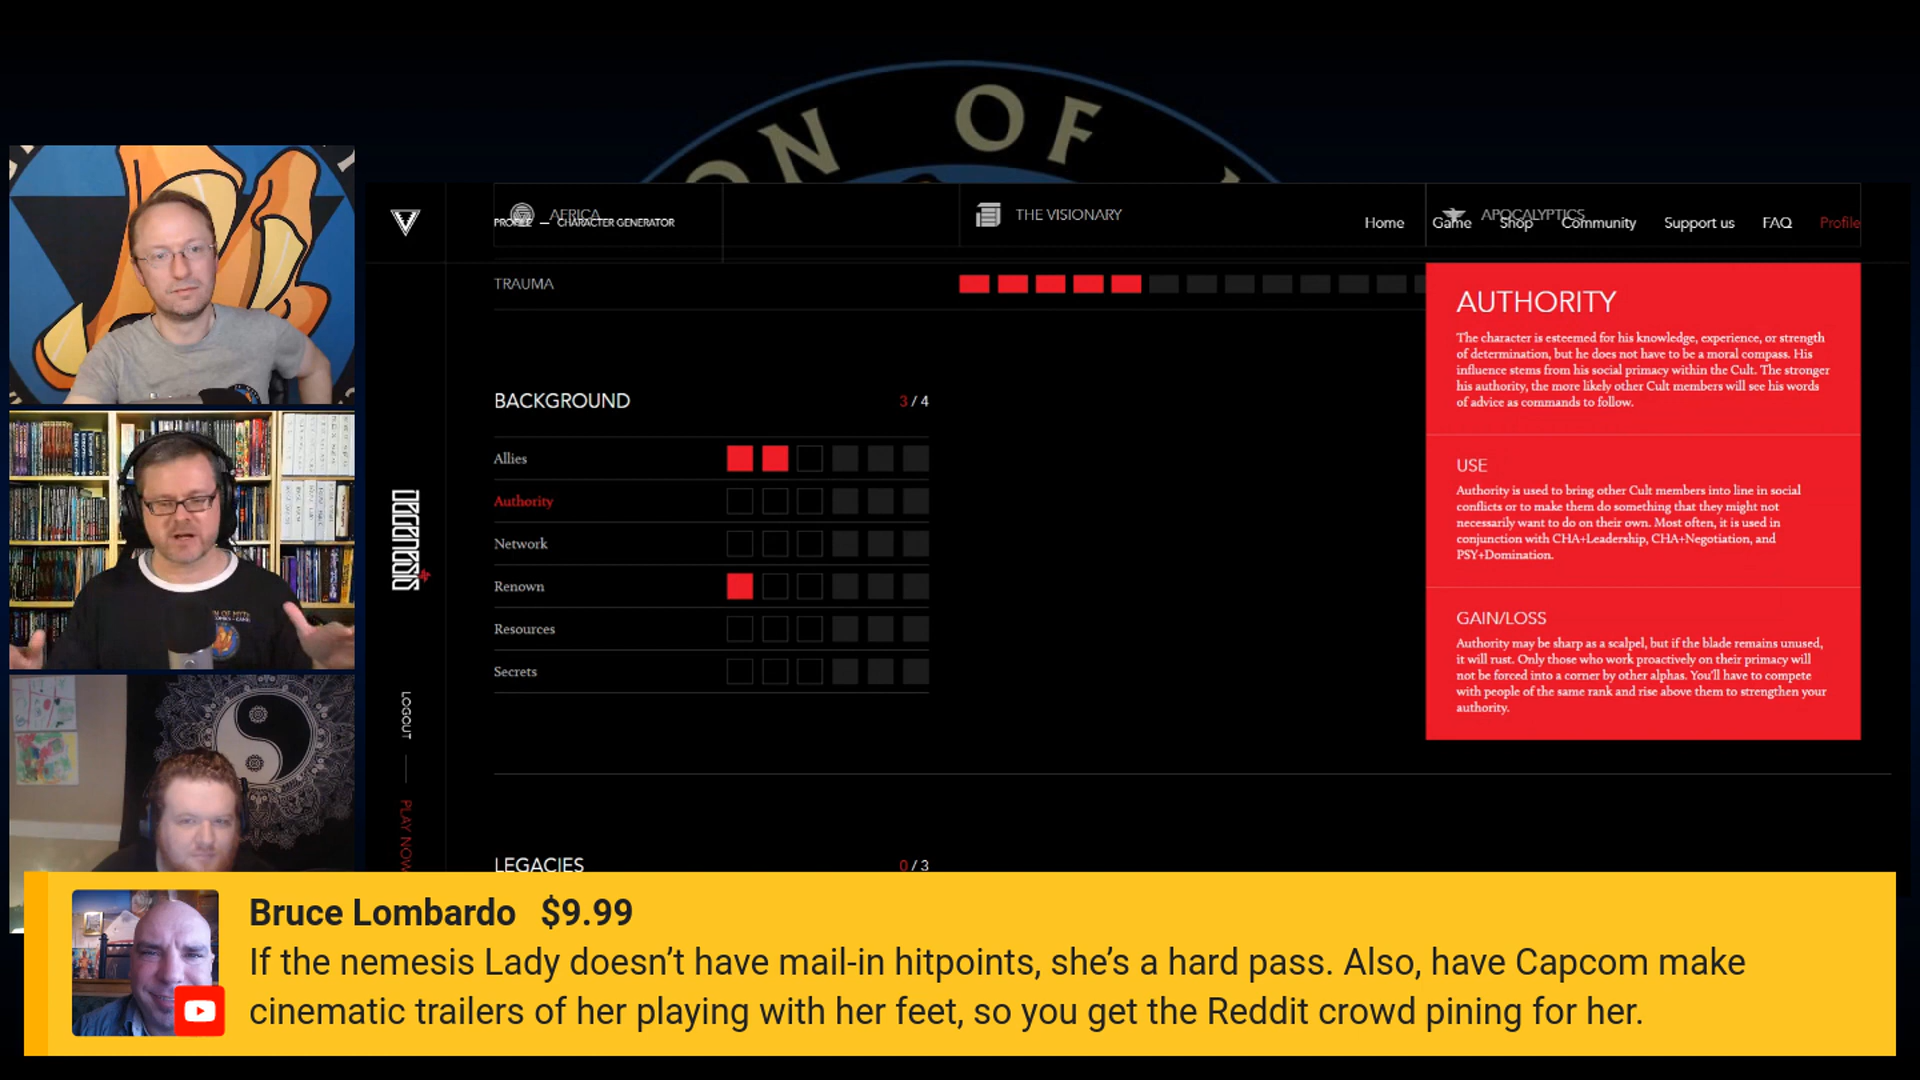 ON OF
AFRICA
PROFILE — CHARACTER GENERATOR
THE VISIONARY
APOCALYPTICS
Home Game Shop Community Support us FAQ Profile
TRAUMA
BACKGROUND 3 / 4
Allies
Authority
Network
Renown
Resources
Secrets
AUTHORITY
The character is esteemed for his knowledge, experience, or strength
of determination, but he does not have to be a moral compass. His
influence stems from his social primacy within the Cult. The stronger
his authority, the more likely other Cult members will see his words
of advice as commands to follow.
USE
Authority is used to bring other Cult members into line in social
conflicts or to make them do something that they might not
necessarily want to do on their own. Most often, it is used in
conjunction with CHA+Leadership, CHA+Negotiation, and
PSY+Domination.
GAIN/LOSS
Authority may be sharp as a scalpel, but if the blade remains unused,
it will rust. Only those who work proactively on their primacy will
not be forced into a corner by other alphas. You'll have to compete
with people of the same rank and rise above them to strengthen your
authority.
DEGENESIS
LOGOUT
PLAY NOW
LEGACIES 0 / 3
Bruce Lombardo $9.99
If the nemesis Lady doesn’t have mail-in hitpoints, she’s a hard pass. Also, have Capcom make
cinematic trailers of her playing with her feet, so you get the Reddit crowd pining for her.